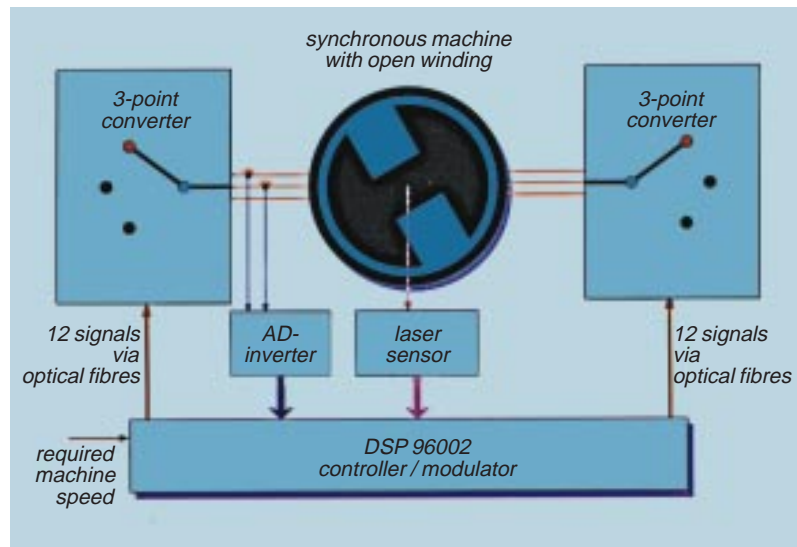 synchronous machine
with open winding
3-point
converter
3-point
converter
12 signals
via
optical fibres
AD-
inverter
laser
sensor
12 signals
via
optical fibres
required
machine
speed
DSP 96002
controller / modulator